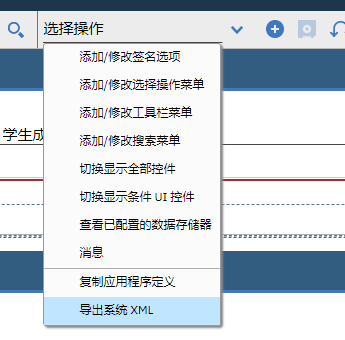 选择操作
添加/修改签名选项
添加/修改选择操作菜单
添加/修改工具栏菜单
添加/修改搜索菜单
学生成
切换显示全部控件
切换显示条件 UI 控件
查看已配置的数据存储器
消息
复制应用程序定义
导出系统 XML